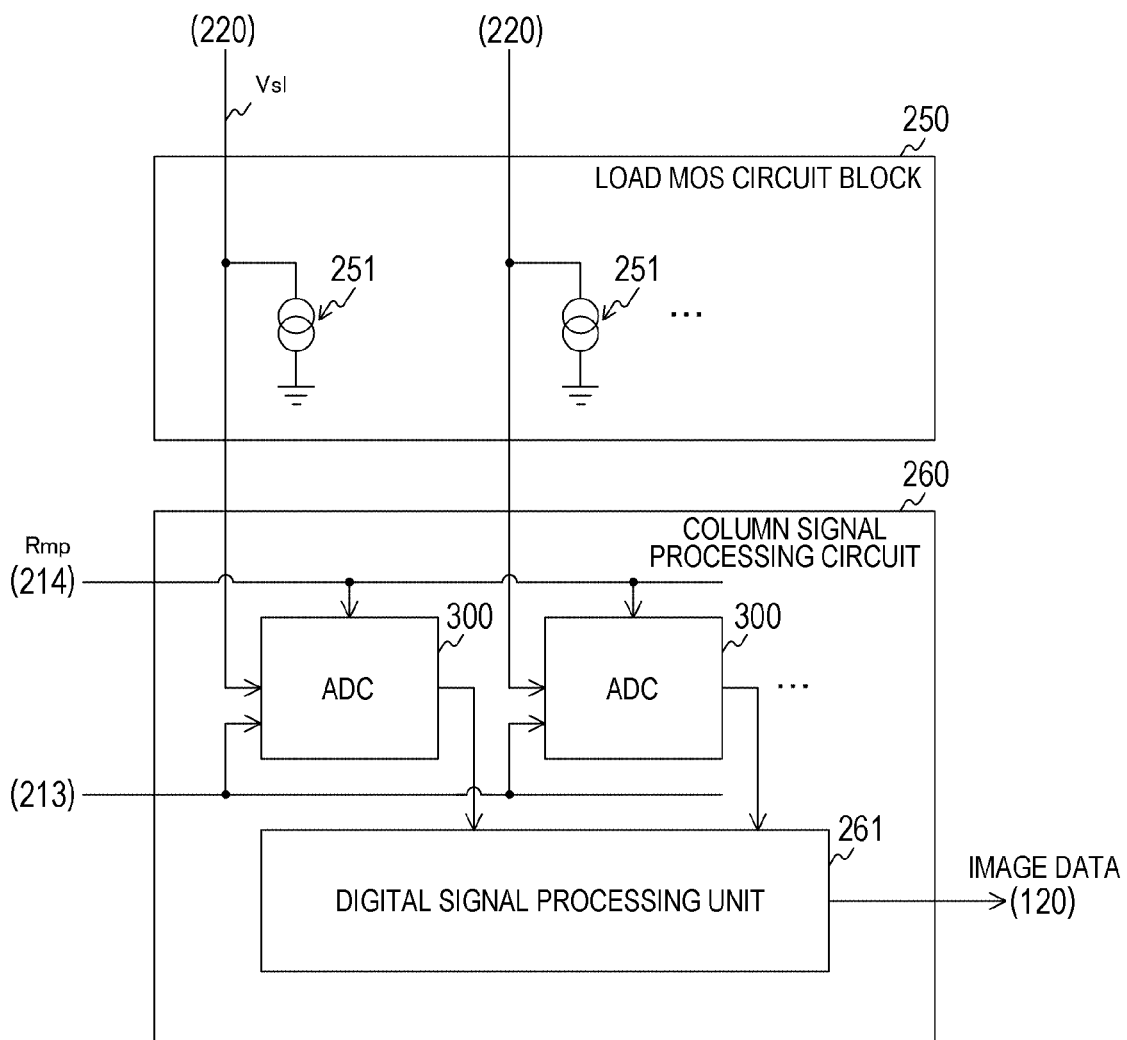 (220) (220)
Vsl
250
LOAD MOS CIRCUIT BLOCK
251 251 ...
260
COLUMN SIGNAL
PROCESSING CIRCUIT
Rmp
(214)
300 300
ADC ADC ...
(213)
261
DIGITAL SIGNAL PROCESSING UNIT
IMAGE DATA
(120)